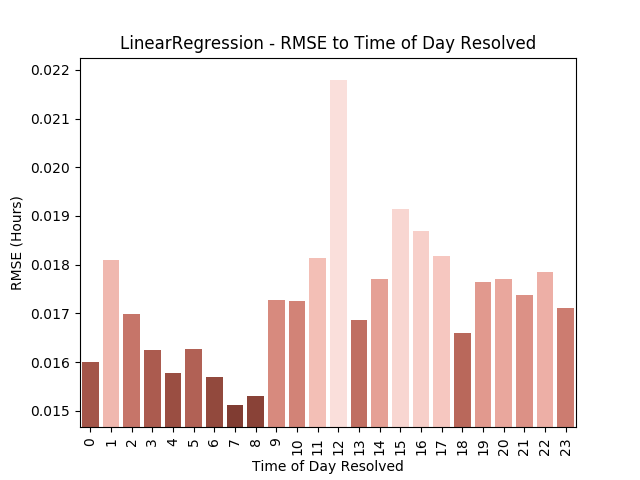 LinearRegression - RMSE to Time of Day Resolved
0.022
0.021
0.020
0.019
0.018
0.017
0.016
0.015
RMSE (Hours)
0 1 2 3 4 5 6 7 8 9 10 11 12 13 14 15 16 17 18 19 20 21 22 23
Time of Day Resolved